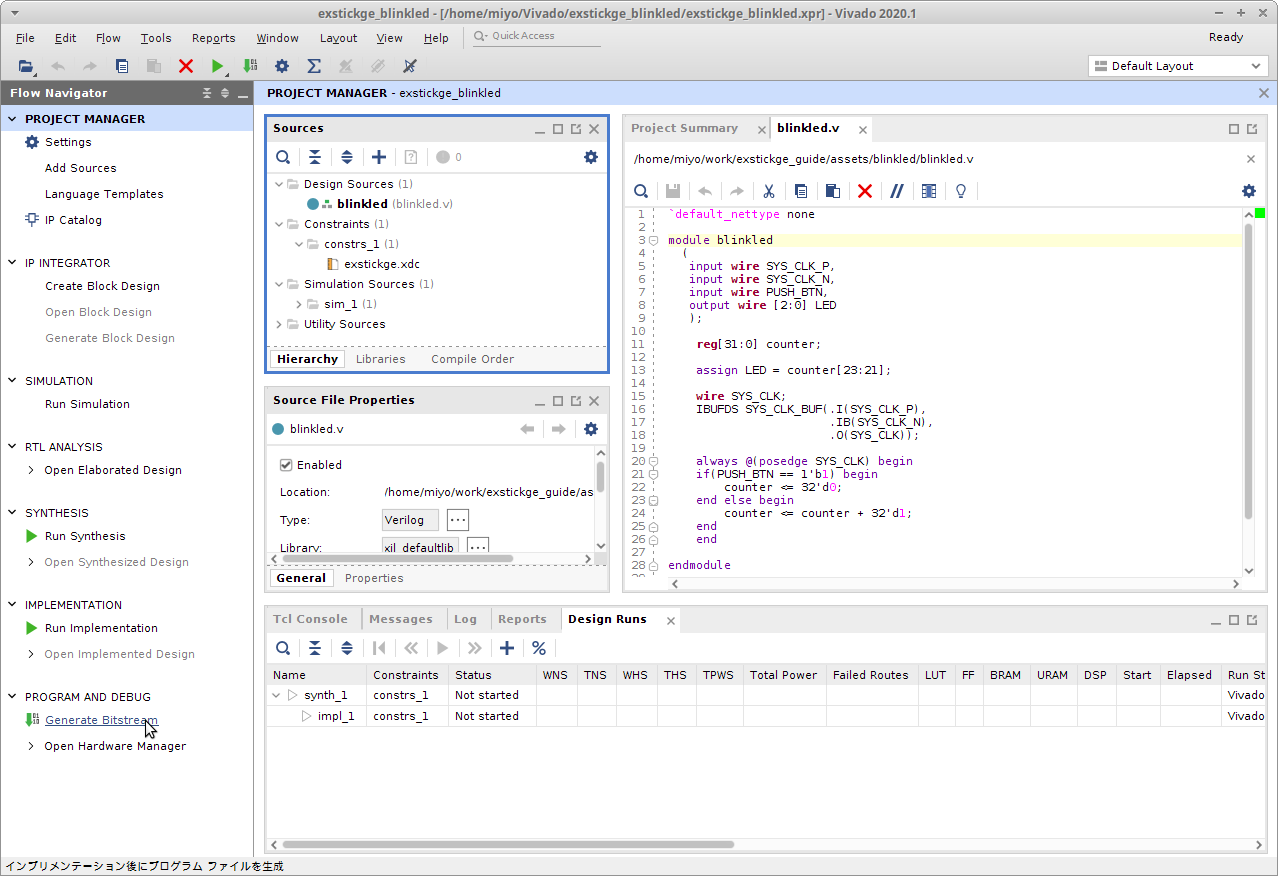 exstickge_blinkled - [/home/miyo/Vivado/exstickge_blinkled/exstickge_blinkled.xpr] - Vivado 2020.1
File Edit Flow Tools Reports Window Layout View Help Quick Access Ready
Default Layout
Flow Navigator
PROJECT MANAGER
Settings
Add Sources
Language Templates
IP Catalog
IP INTEGRATOR
Create Block Design
Open Block Design
Generate Block Design
SIMULATION
Run Simulation
RTL ANALYSIS
Open Elaborated Design
SYNTHESIS
Run Synthesis
Open Synthesized Design
IMPLEMENTATION
Run Implementation
Open Implemented Design
PROGRAM AND DEBUG
Generate Bitstream
Open Hardware Manager
PROJECT MANAGER - exstickge_blinkled
Sources
0
Design Sources (1)
blinkled (blinkled.v)
Constraints (1)
constrs_1 (1)
exstickge.xdc
Simulation Sources (1)
sim_1 (1)
Utility Sources
Hierarchy Libraries Compile Order
Source File Properties
blinkled.v
Enabled
Location: /home/miyo/work/exstickge_guide/as
Type: Verilog ...
Library: xil_defaultlib ...
General Properties
Project Summary blinkled.v
/home/miyo/work/exstickge_guide/assets/blinkled/blinkled.v
1 `default_nettype none
2
3 module blinkled
4 (
5 input wire SYS_CLK_P,
6 input wire SYS_CLK_N,
7 input wire PUSH_BTN,
8 output wire [2:0] LED
9 );
10
11 reg[31:0] counter;
12
13 assign LED = counter[23:21];
14
15 wire SYS_CLK;
16 IBUFDS SYS_CLK_BUF(.I(SYS_CLK_P),
17 .IB(SYS_CLK_N),
18 .O(SYS_CLK));
19
20 always @(posedge SYS_CLK) begin
21 if(PUSH_BTN == 1'b1) begin
22 counter <= 32'd0;
23 end else begin
24 counter <= counter + 32'd1;
25 end
26 end
27
28 endmodule
29
Tcl Console Messages Log Reports Design Runs
Name Constraints Status WNS TNS WHS THS TPWS Total Power Failed Routes LUT FF BRAM URAM DSP Start Elapsed Run St
synth_1 constrs_1 Not started Vivado
impl_1 constrs_1 Not started Vivado
インプリメンテーション後にプログラム ファイルを生成